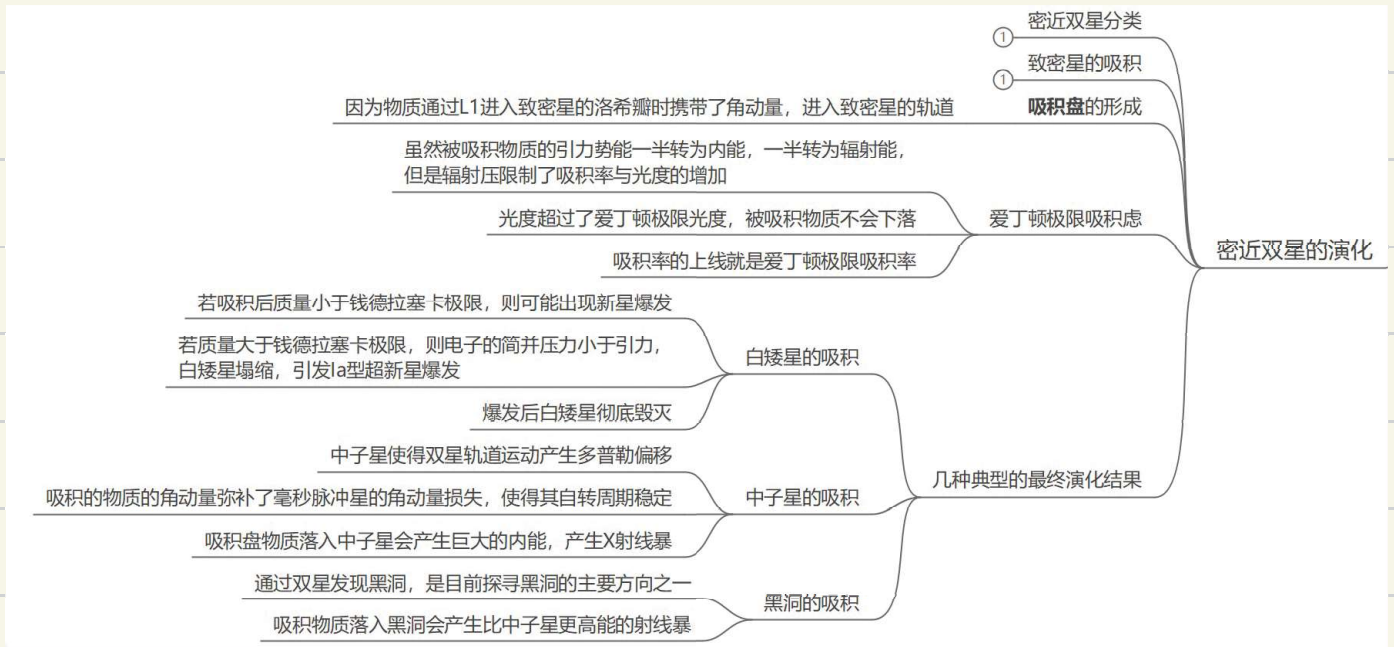 密近双星分类
①
致密星的吸积
①
因为物质通过L1进入致密星的洛希瓣时携带了角动量，进入致密星的轨道
吸积盘的形成
虽然被吸积物质的引力势能一半转为内能，一半转为辐射能，
但是辐射压限制了吸积率与光度的增加
光度超过了爱丁顿极限光度，被吸积物质不会下落
爱丁顿极限吸积虑
吸积率的上线就是爱丁顿极限吸积率
密近双星的演化
若吸积后质量小于钱德拉塞卡极限，则可能出现新星爆发
若质量大于钱德拉塞卡极限，则电子的简并压力小于引力，
白矮星塌缩，引发Ia型超新星爆发
白矮星的吸积
爆发后白矮星彻底毁灭
中子星使得双星轨道运动产生多普勒偏移
吸积的物质的角动量弥补了毫秒脉冲星的角动量损失，使得其自转周期稳定
中子星的吸积
吸积盘物质落入中子星会产生巨大的内能，产生X射线暴
几种典型的最终演化结果
通过双星发现黑洞，是目前探寻黑洞的主要方向之一
黑洞的吸积
吸积物质落入黑洞会产生比中子星更高能的射线暴